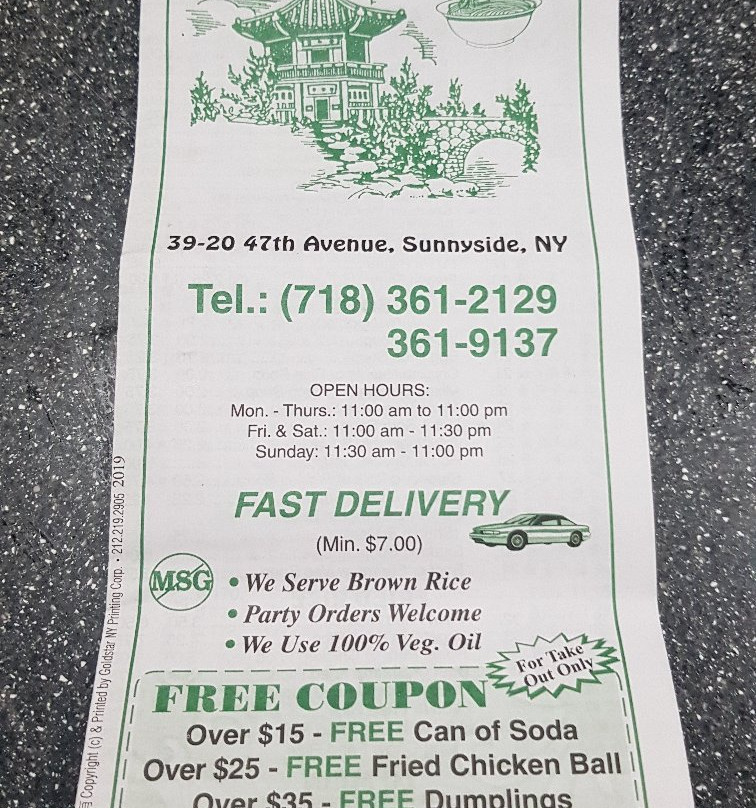 39-20 47th Avenue, Sunnyside, NY
Tel.: (718) 361-2129
361-9137
OPEN HOURS:
Mon. - Thurs.: 11:00 am to 11:00 pm
Fri. & Sat.: 11:00 am - 11:30 pm
Sunday: 11:30 am - 11:00 pm
FAST DELIVERY
(Min. $7.00)
MSG
• We Serve Brown Rice
• Party Orders Welcome
• We Use 100% Veg. Oil
For Take
Out Only
FREE COUPON
Over $15 - FREE Can of Soda
Over $25 - FREE Fried Chicken Ball
Over $35 - FREE Dumplings
Copyright (c) & Printed by Goldstar NY Printing Corp. • 212.219.2905 2019